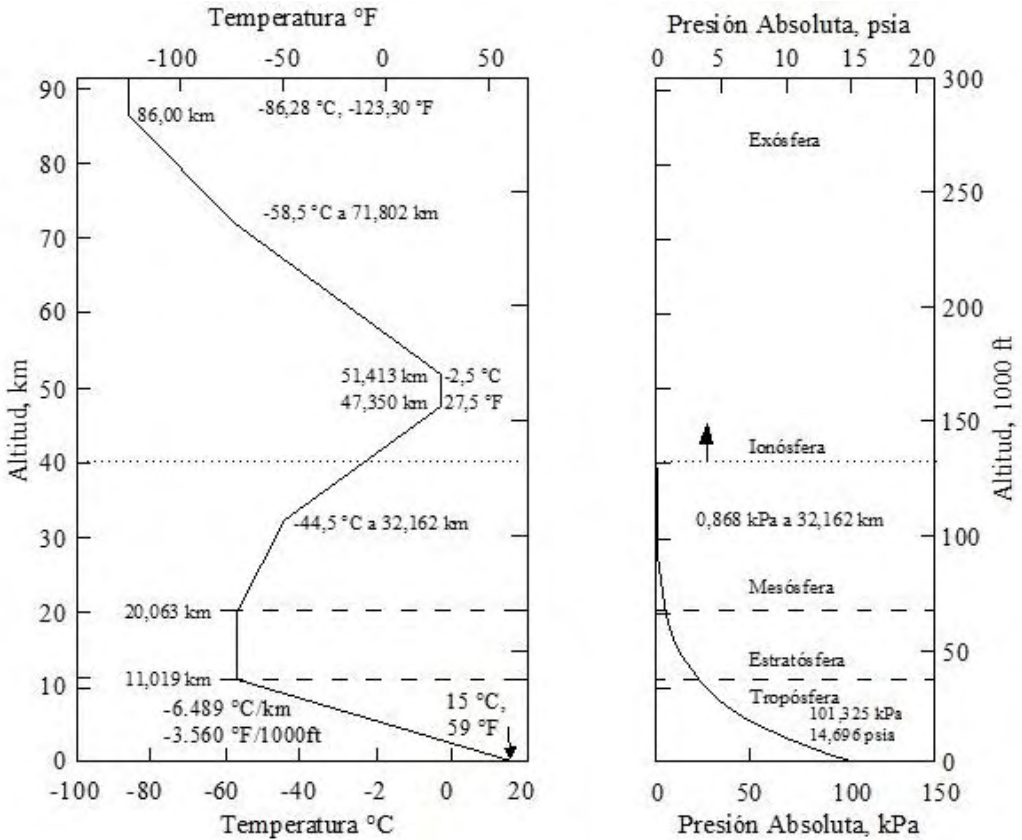 Temperatura °F
-100 -50 0 50
90
80
70
60
50
40
30
20
10
0
Altitud, km
86,00 km
-86,28 °C, -123,30 °F
-58,5 °C a 71,802 km
51,413 km -2,5 °C
47,350 km 27,5 °F
-44,5 °C a 32,162 km
20,063 km
11,019 km
-6.489 °C/km
-3.560 °F/1000ft
15 °C,
59 °F
-100 -80 -60 -40 -2 0 20
Temperatura °C
Presión Absoluta, psia
0 4 10 15 20
300
250
200
150
100
50
0
Altitud, 1000 ft
Exósfera
Ionósfera
0,868 kPa a 32,162 km
Mesósfera
Estratósfera
Tropósfera
101,325 kPa
14,696 psia
0 50 100 150
Presión Absoluta, kPa